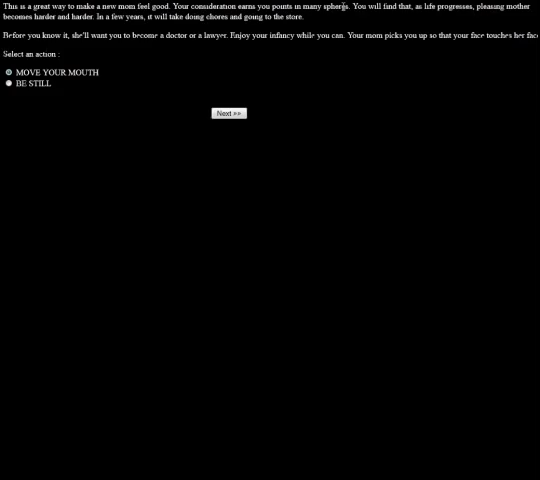 This is a great way to make a new mom feel good. Your consideration earns you points in many spheres. You will find that, as life progresses, pleasing mother
becomes harder and harder. In a few years, it will take doing chores and going to the store.
Before you know it, she'll want you to become a doctor or a lawyer. Enjoy your infancy while you can. Your mom picks you up so that your face touches her face
Select an action :
MOVE YOUR MOUTH
BE STILL
Next >>